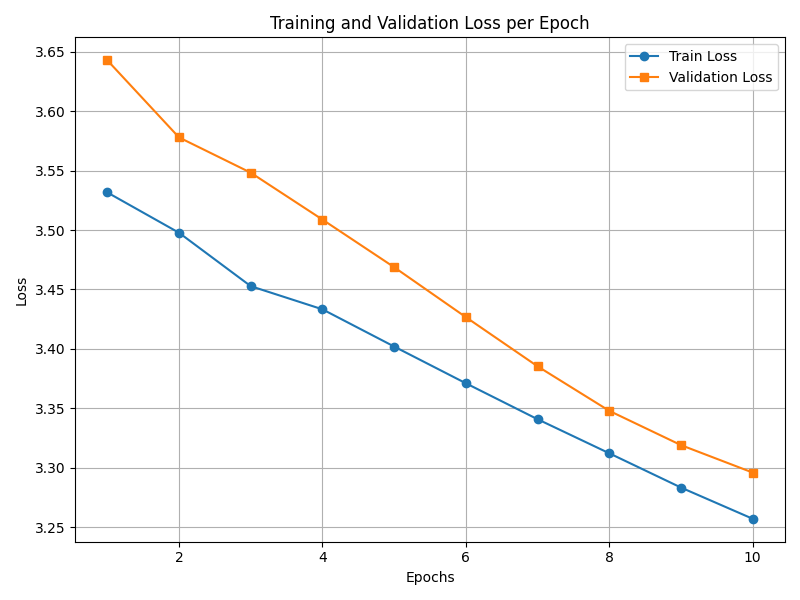 Training and Validation Loss per Epoch
Train Loss
Validation Loss
Loss
3.65
3.60
3.55
3.50
3.45
3.40
3.35
3.30
3.25
2 4 6 8 10
Epochs